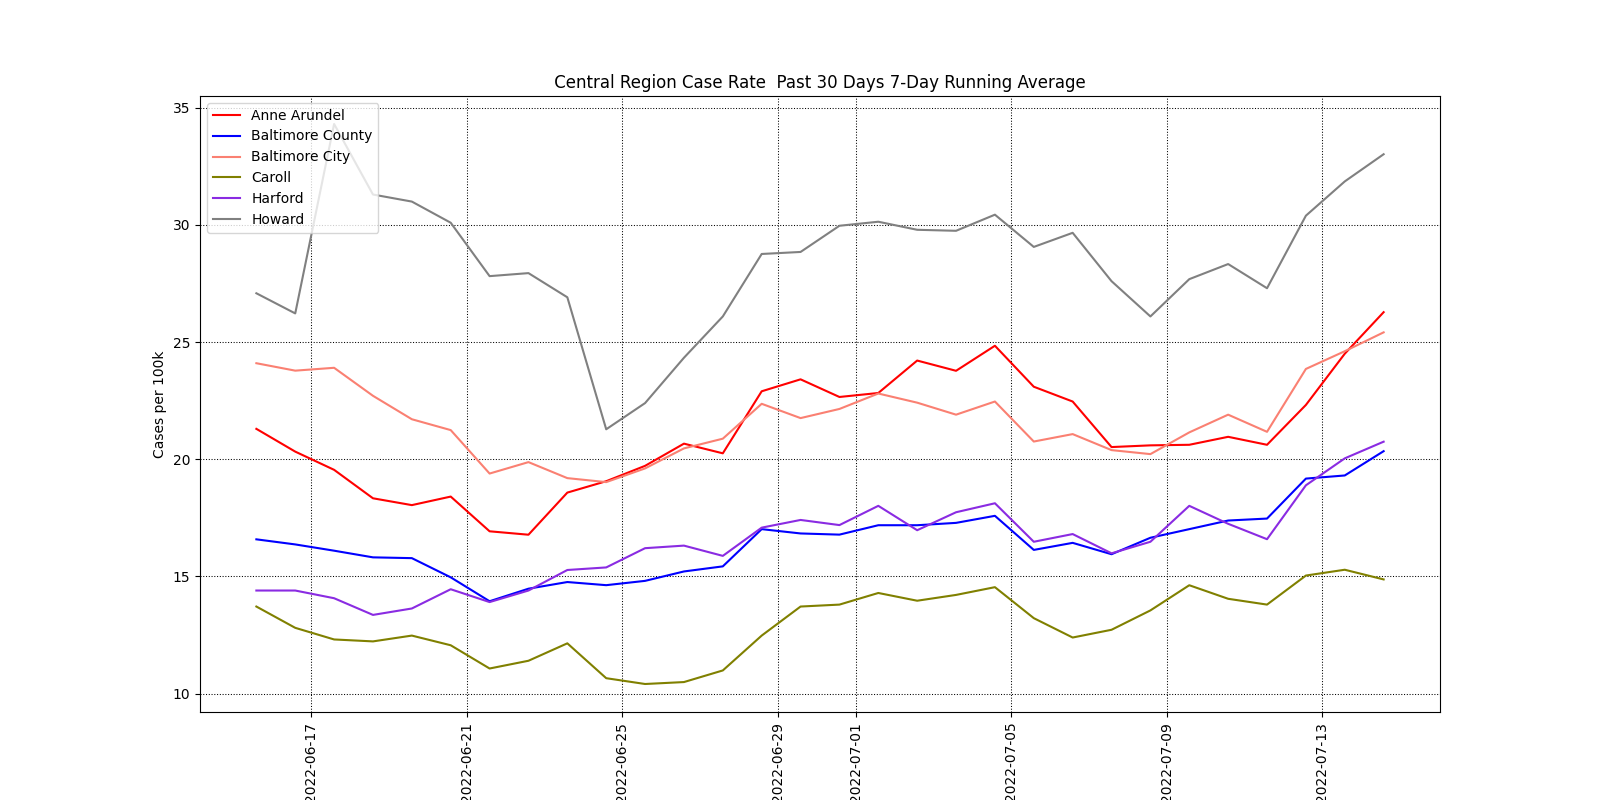 Central Region Case Rate  Past 30 Days 7-Day Running Average
35
30
25
20
15
10
Cases per 100k
Anne Arundel
Baltimore County
Baltimore City
Caroll
Harford
Howard
2022-06-17
2022-06-21
2022-06-25
2022-06-29
2022-07-01
2022-07-05
2022-07-09
2022-07-13